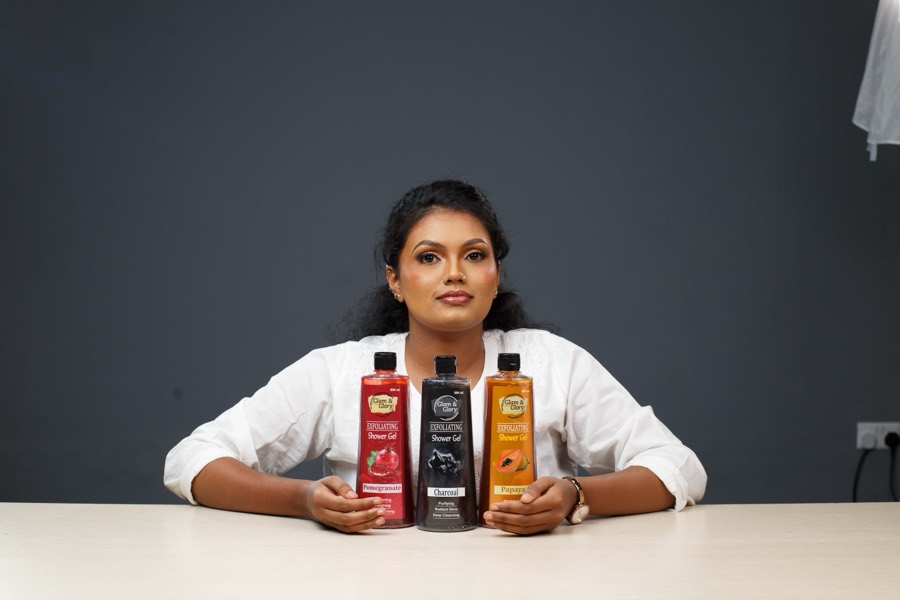 Glam &
Glory
EXFOLIATING
Shower Gel
Pomegranate
Glam &
Glory
EXFOLIATING
Shower Gel
Charcoal
Purifying
Radiant Glow
Deep Cleansing
Glam &
Glory
EXFOLIATING
Shower Gel
Papaya